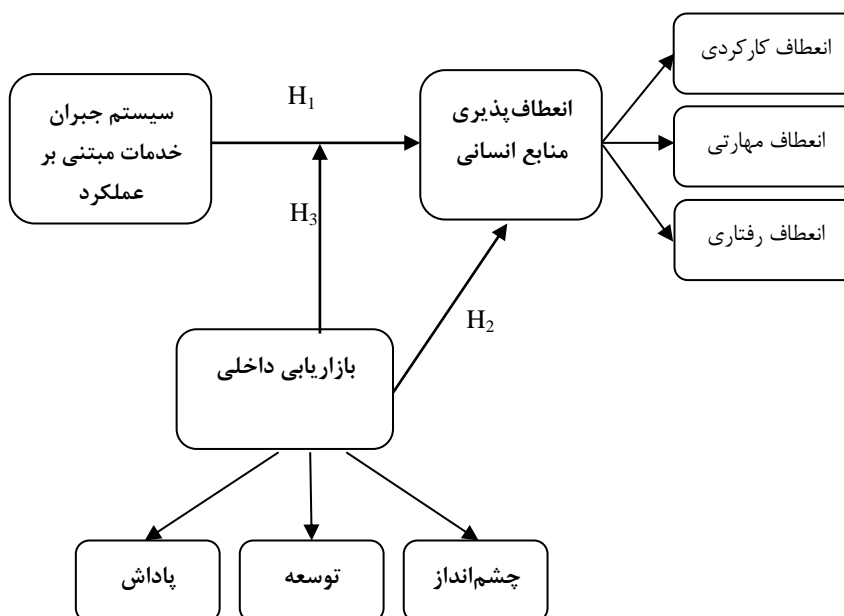 انعطاف کارکردی
سیستم جبران
خدمات مبتنی بر
عملکرد
H₁
انعطاف‌پذیری
منابع انسانی
انعطاف مهارتی
انعطاف رفتاری
H₃
H₂
بازاریابی داخلی
چشم‌انداز
توسعه
پاداش